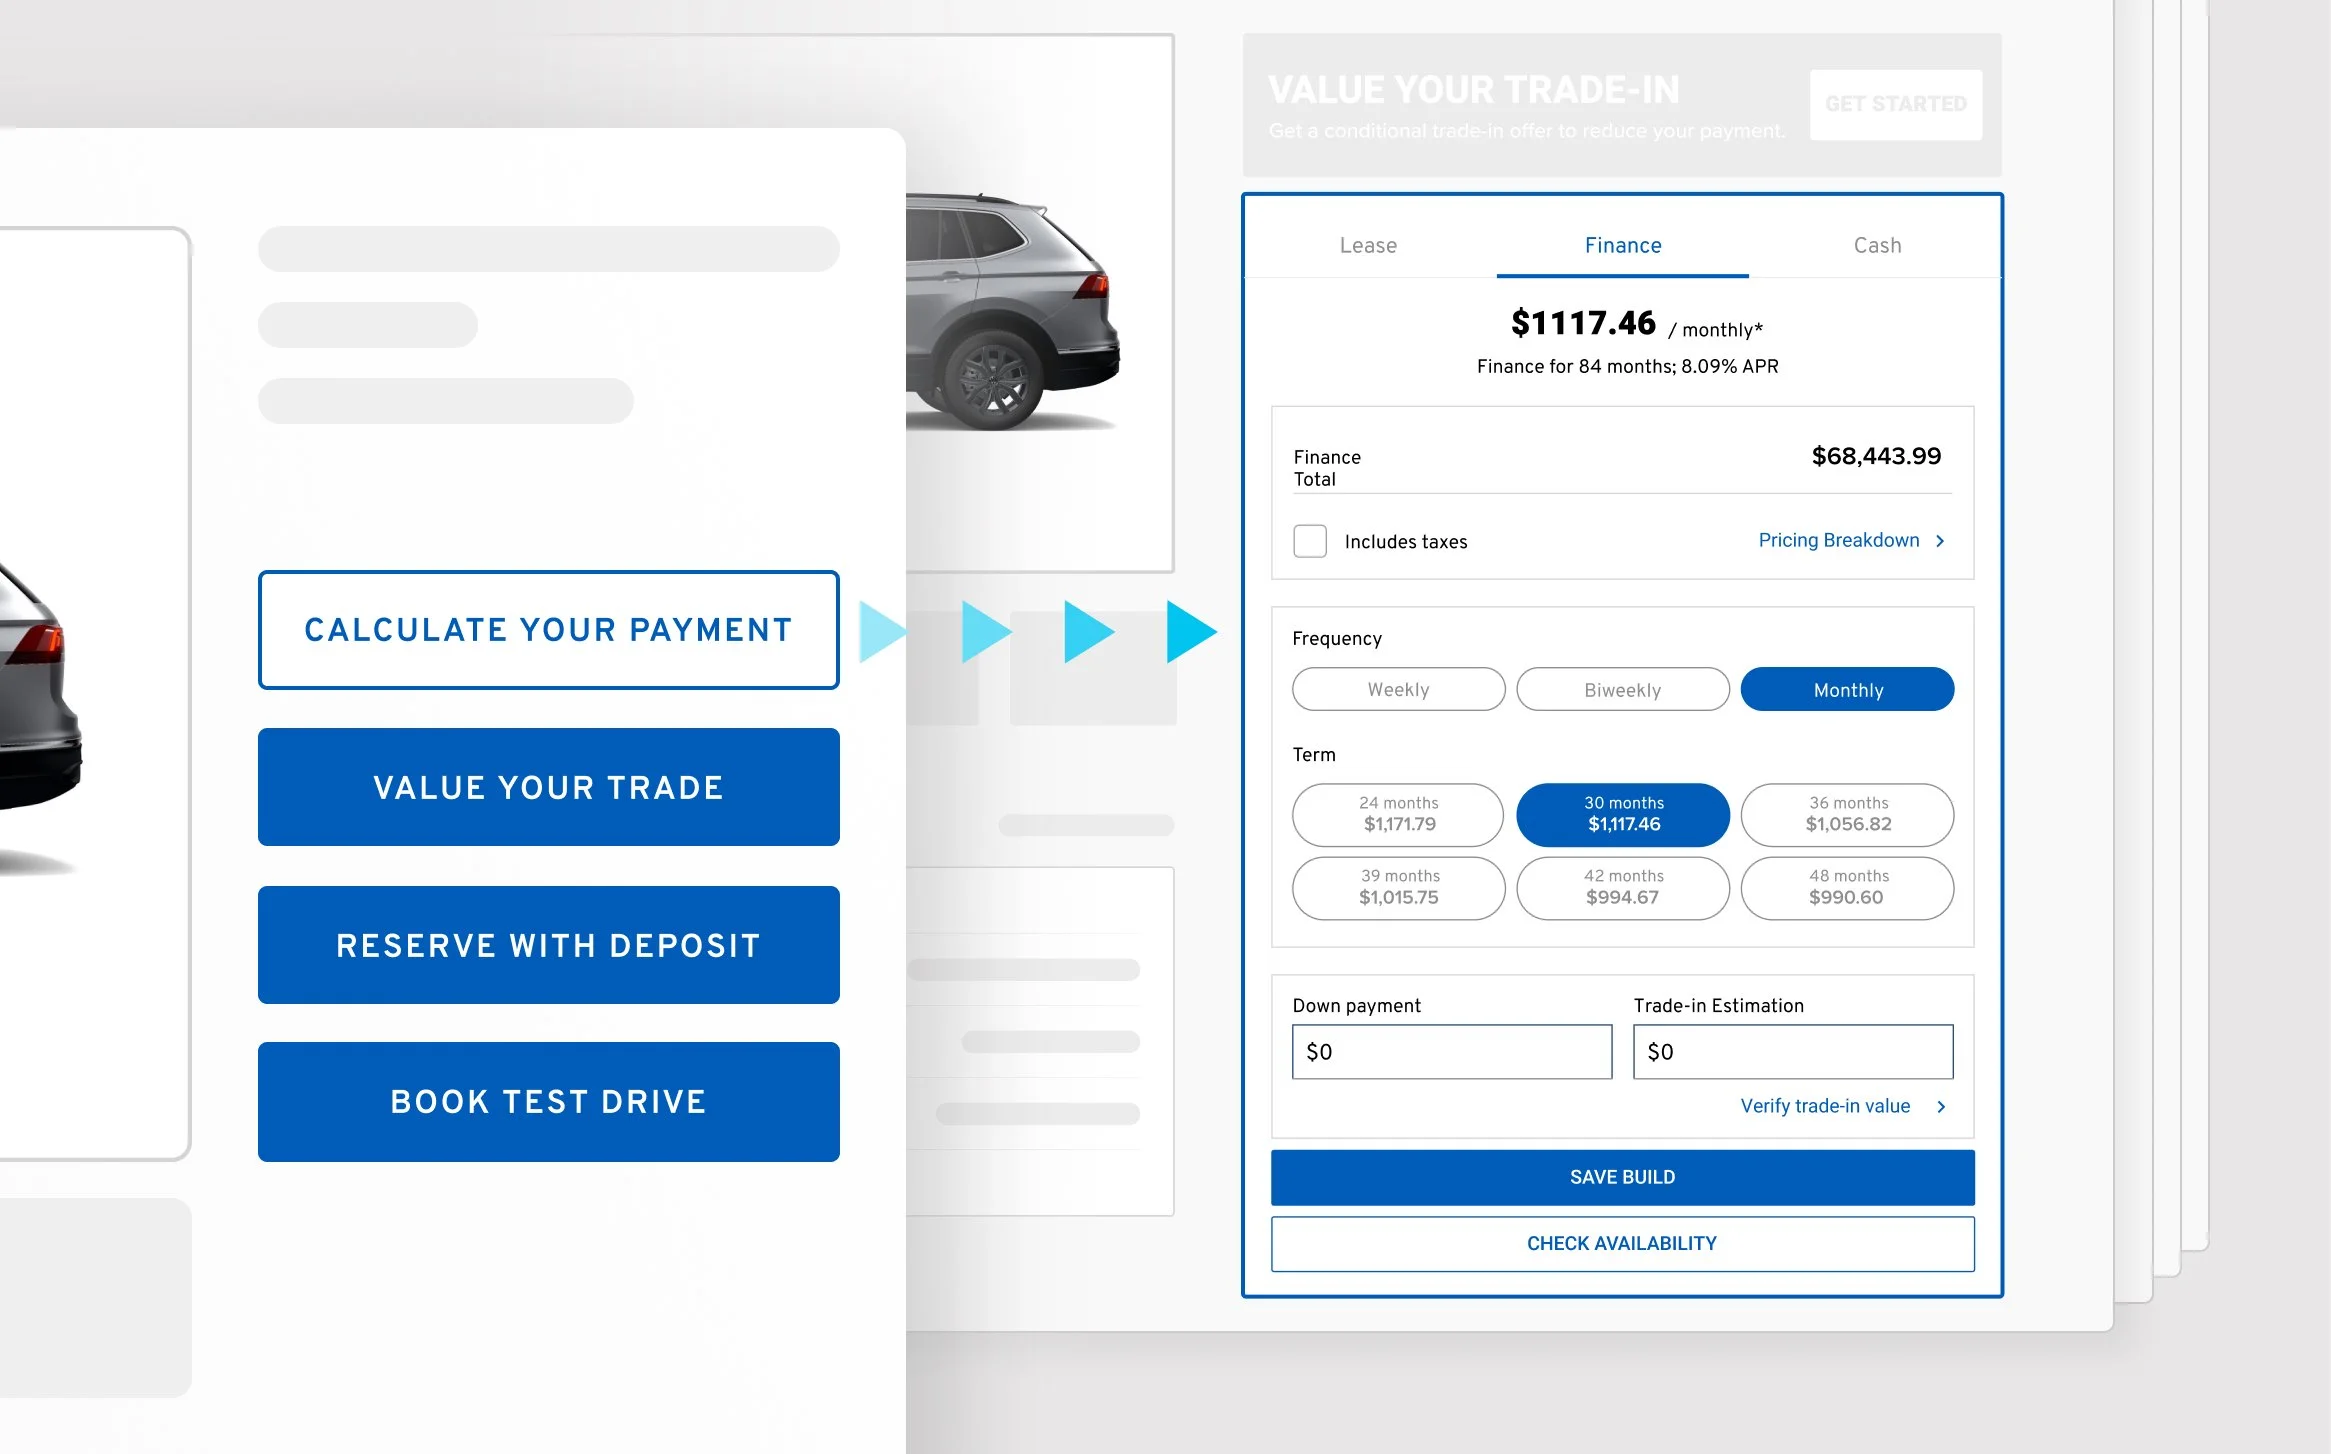 CALCULATE YOUR PAYMENT
VALUE YOUR TRADE
RESERVE WITH DEPOSIT
BOOK TEST DRIVE
VALUE YOUR TRADE-IN
Get a conditional trade-in offer to reduce your payment.
GET STARTED
Lease Finance Cash
$1117.46 / monthly*
Finance for 84 months; 8.09% APR
Finance
Total
$68,443.99
Includes taxes Pricing Breakdown
Frequency
Weekly Biweekly Monthly
Term
24 months 30 months 36 months
$1,171.79 $1,117.46 $1,056.82
39 months 42 months 48 months
$1,015.75 $994.67 $990.60
Down payment Trade-in Estimation
$0 $0
Verify trade-in value
SAVE BUILD
CHECK AVAILABILITY